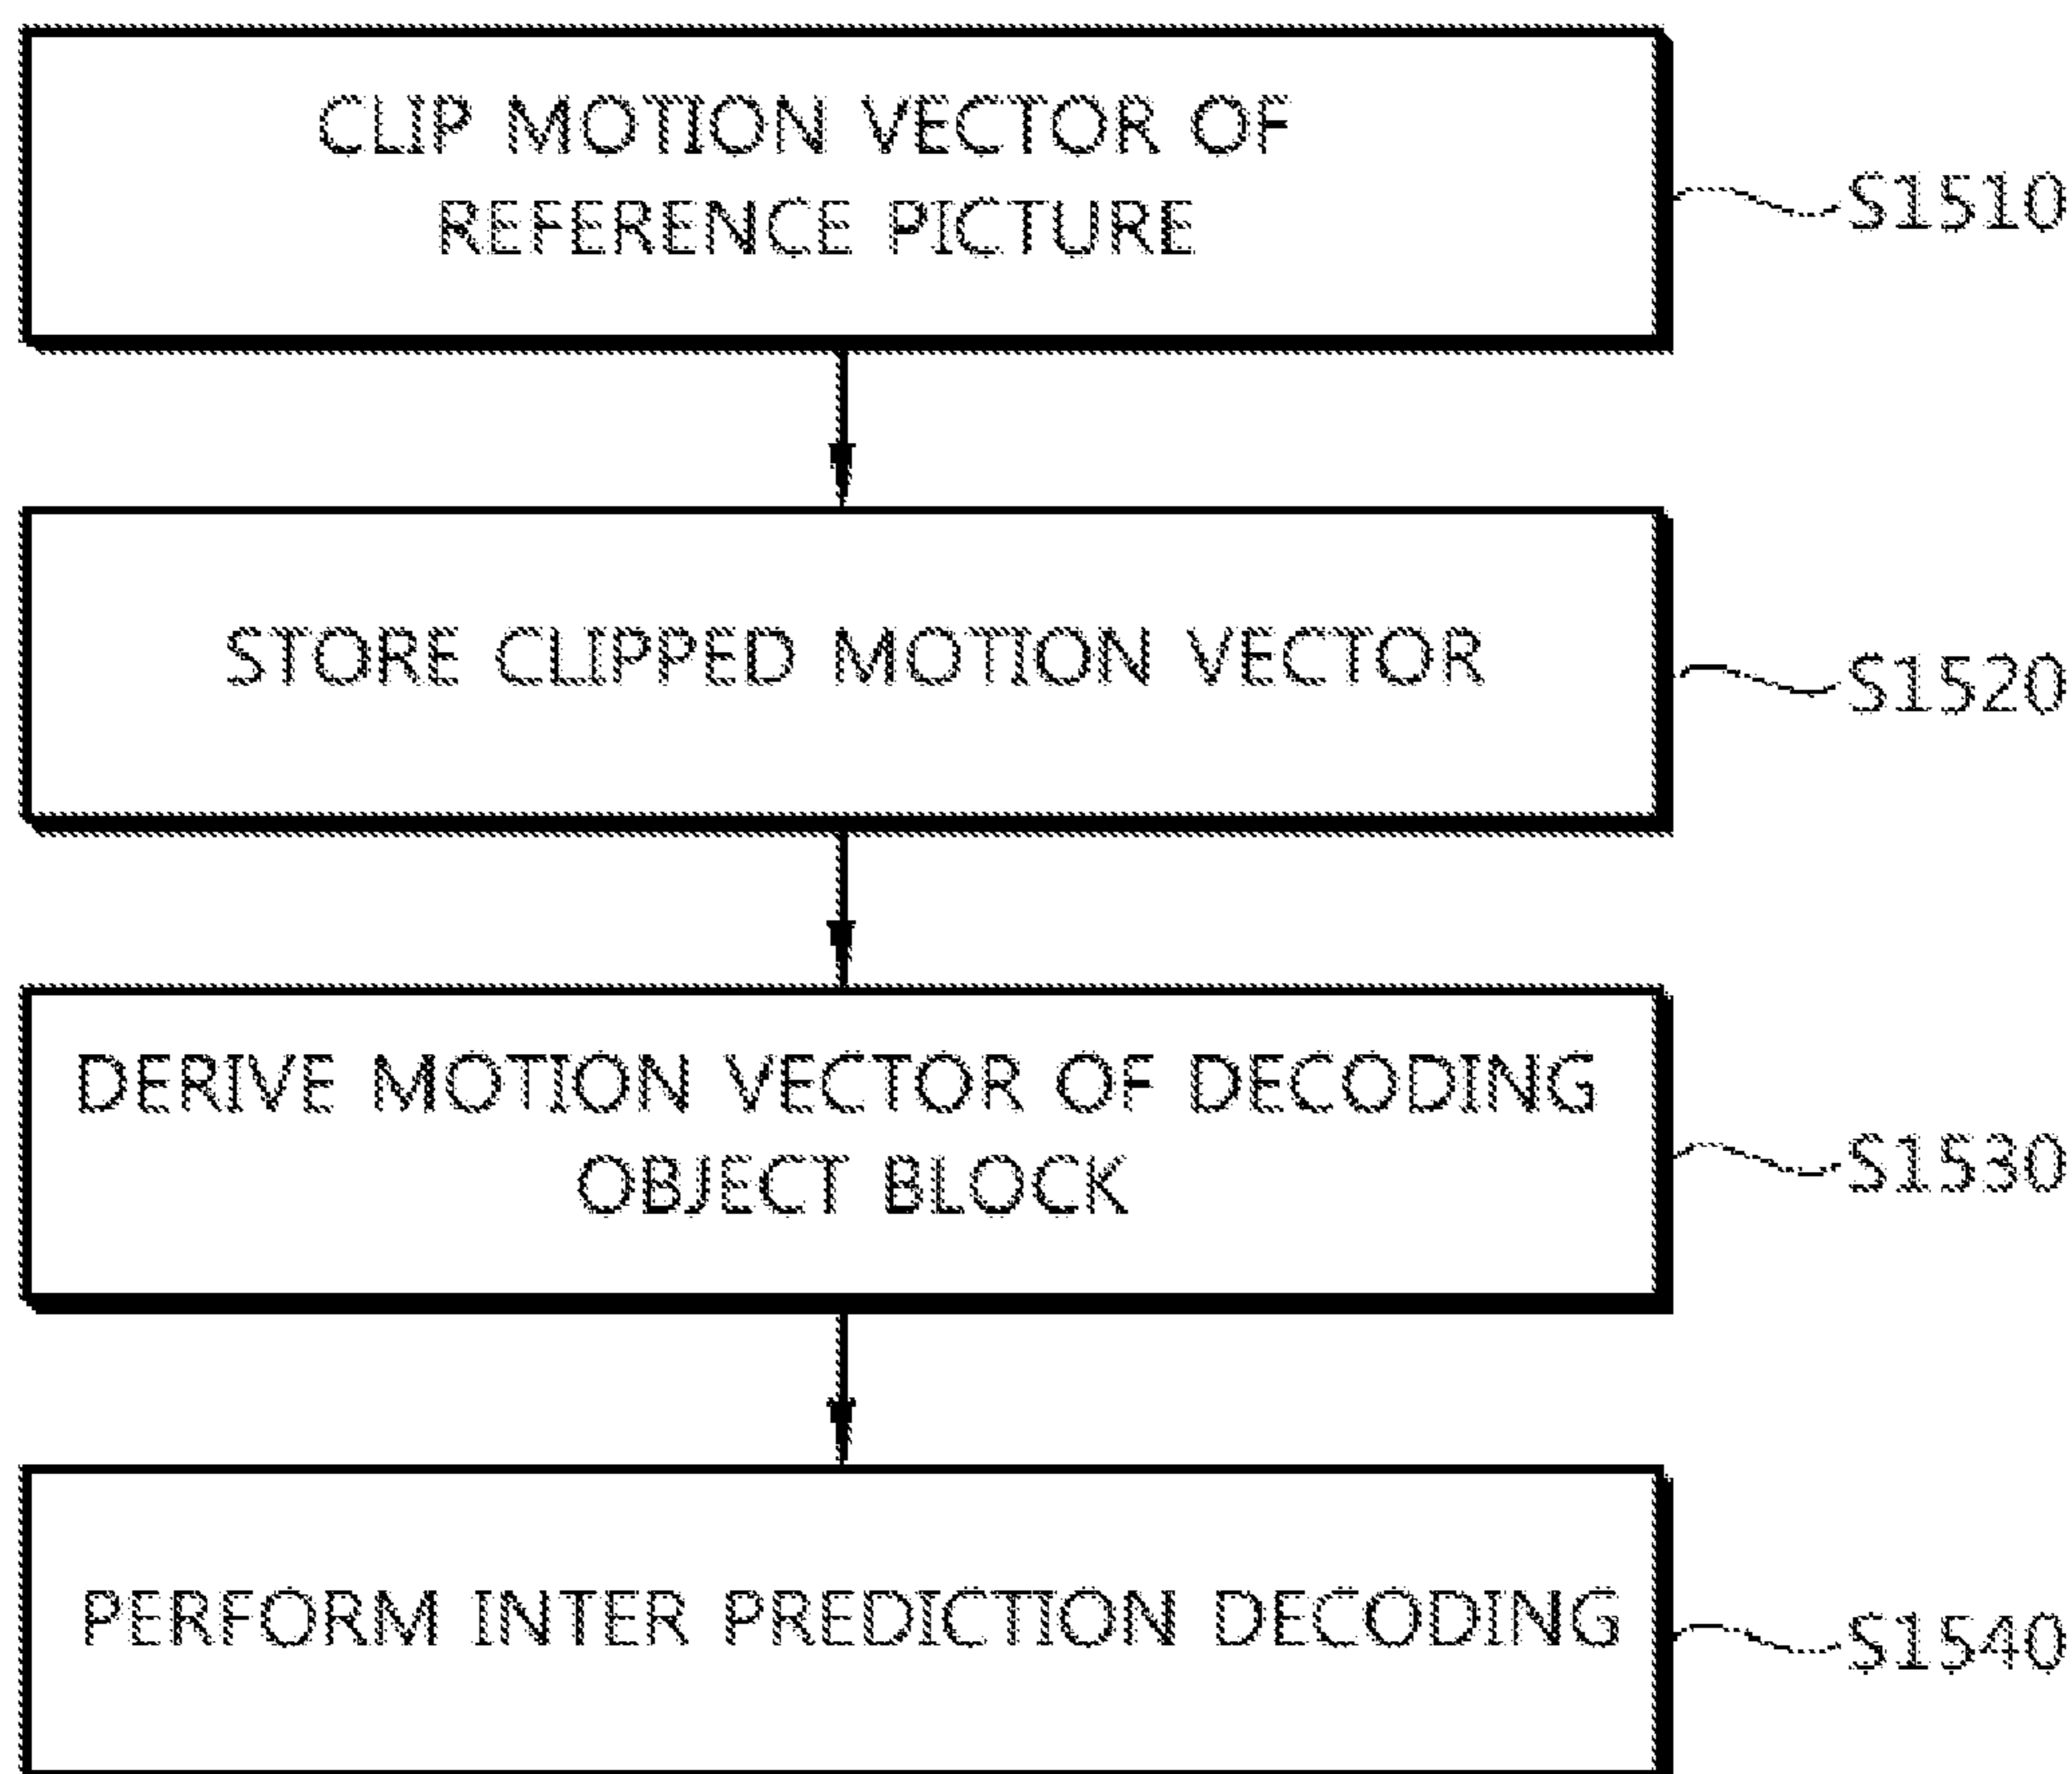 CLIP MOTION VECTOR OF
REFERENCE PICTURE
S1510
STORE CLIPPED MOTION VECTOR
S1520
DERIVE MOTION VECTOR OF DECODING
OBJECT BLOCK
S1530
PERFORM INTER PREDICTION DECODING
S1540